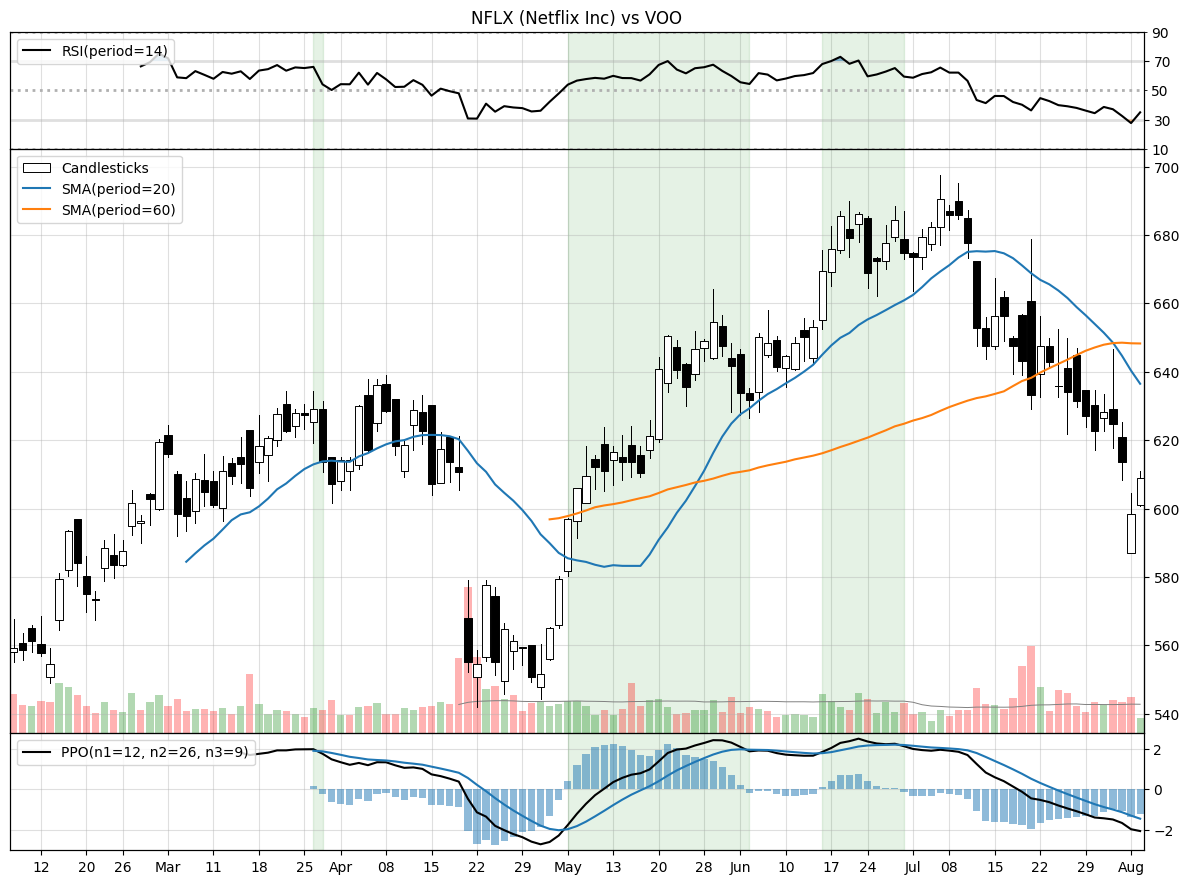 NFLX (Netflix Inc) vs VOO
RSI(period=14)
90
70
50
30
10
Candlesticks
SMA(period=20)
SMA(period=60)
700
680
660
640
620
600
580
560
540
PPO(n1=12, n2=26, n3=9)
2
0
−2
12 20 26 Mar 11 18 25 Apr 08 15 22 29 May 13 20 28 Jun 10 17 24 Jul 08 15 22 29 Aug